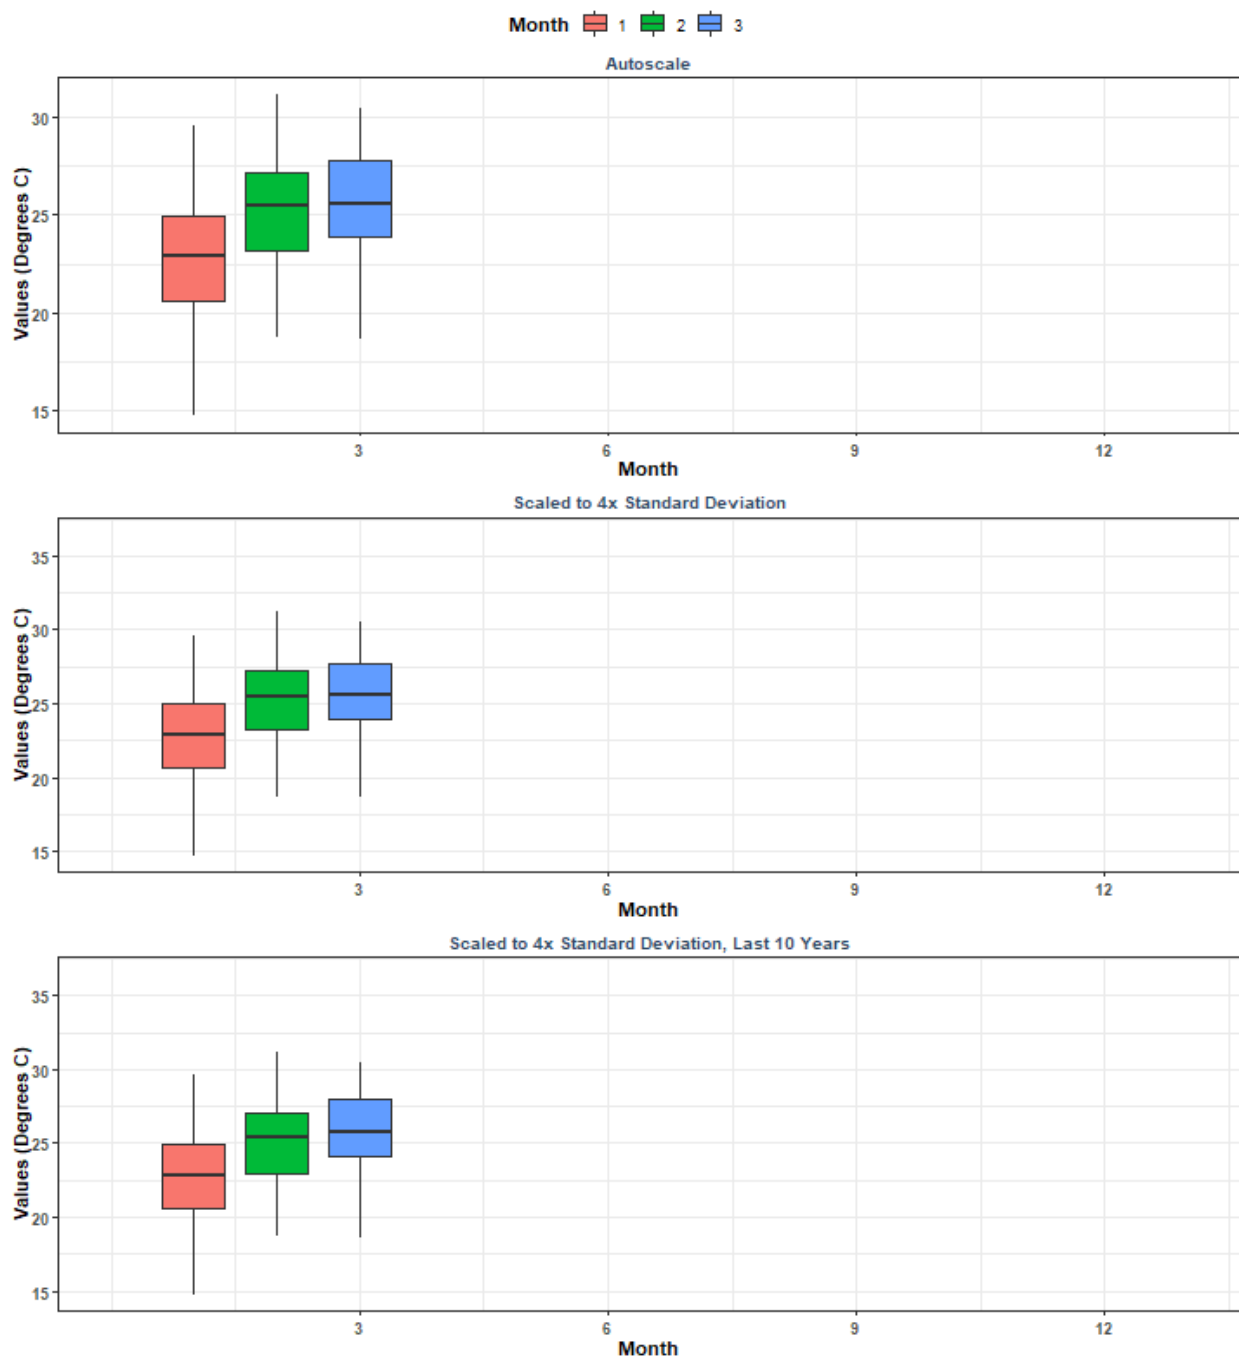 Month 1 2 3
Autoscale
Values (Degrees C)
30
25
20
15
3 6 9 12
Month
Scaled to 4x Standard Deviation
Values (Degrees C)
35
30
25
20
15
3 6 9 12
Month
Scaled to 4x Standard Deviation, Last 10 Years
Values (Degrees C)
35
30
25
20
15
3 6 9 12
Month